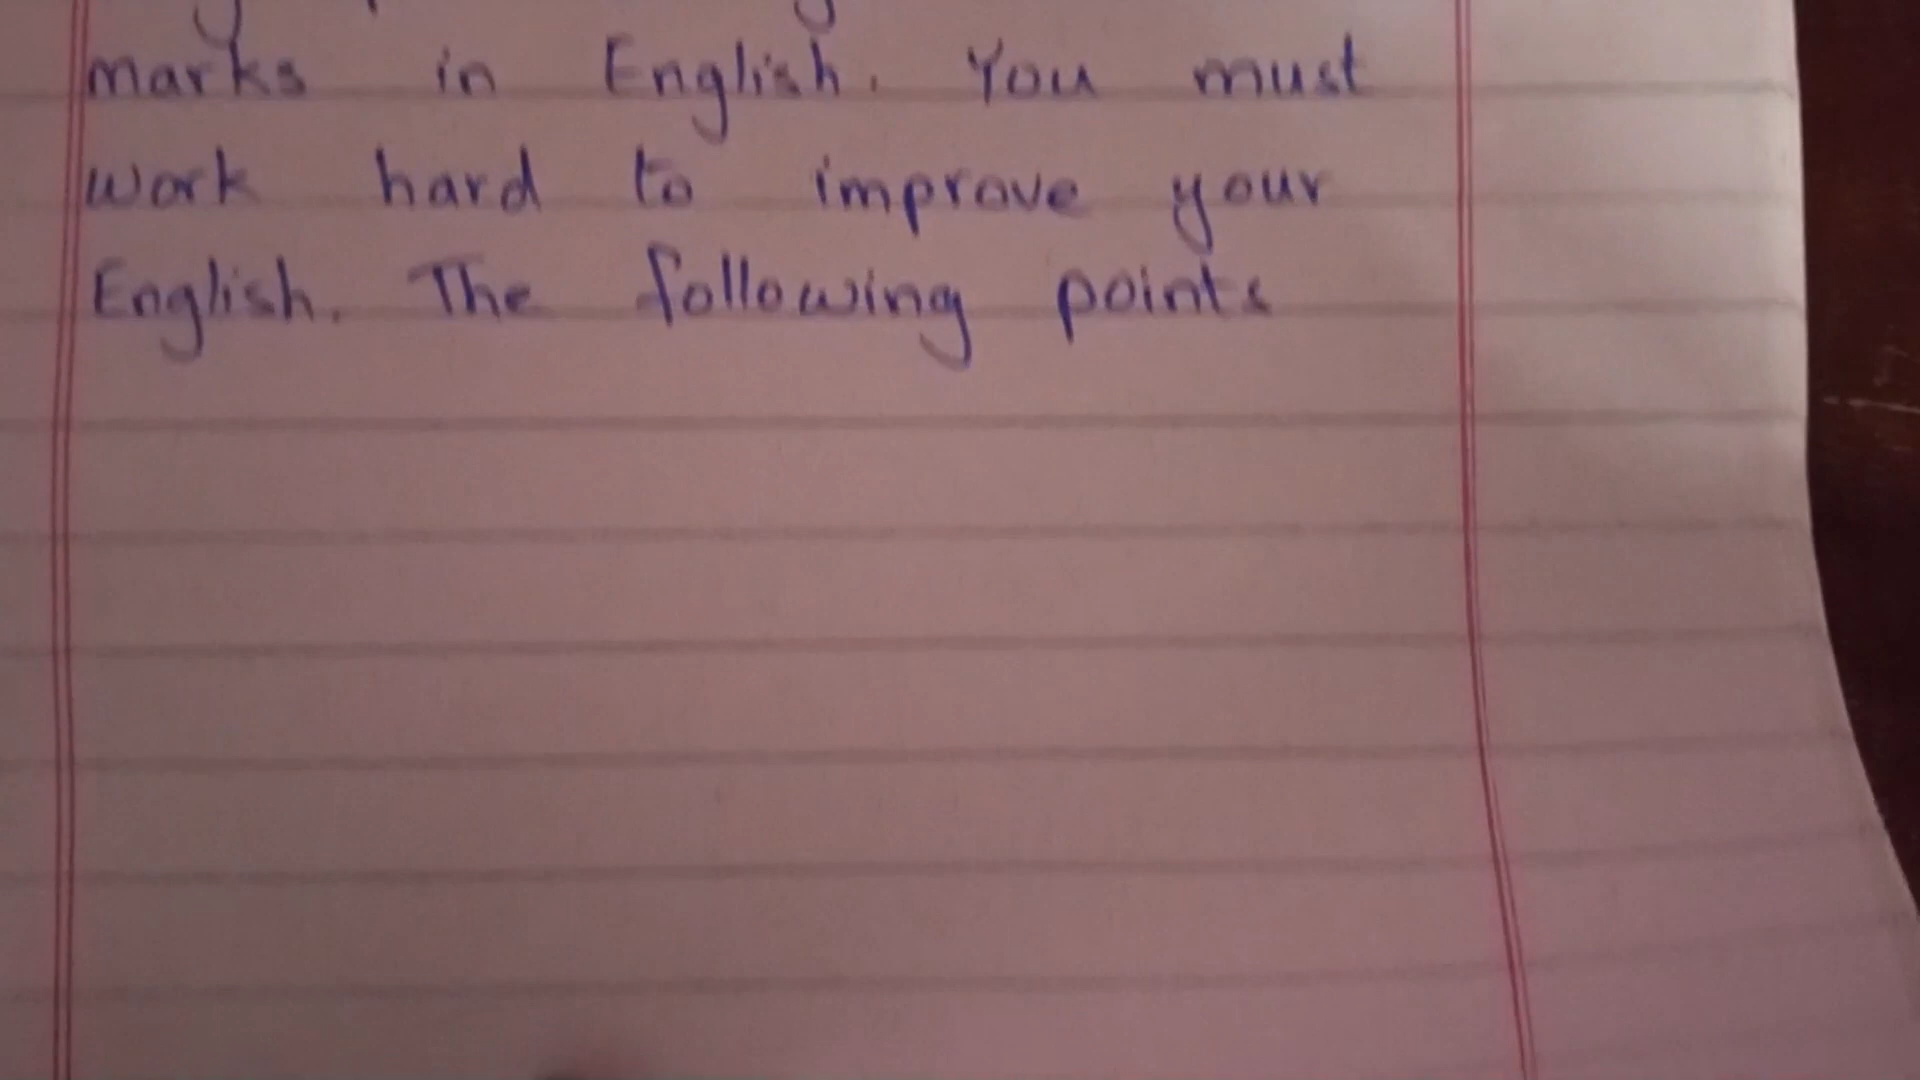 marks in English. You must
work hard to improve your
English. The following points